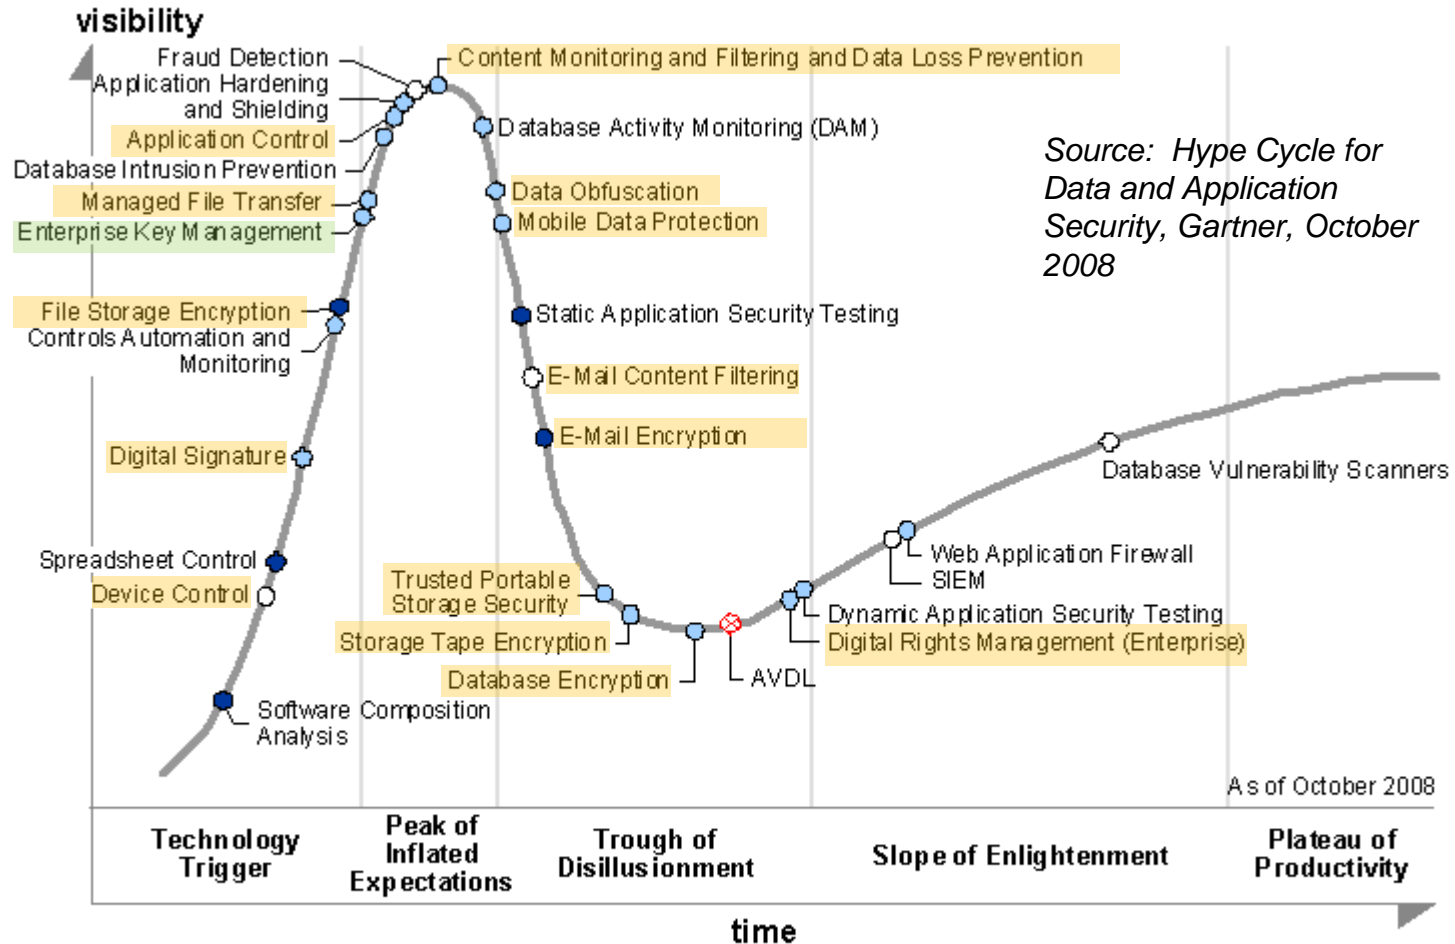 visibility
Fraud Detection
Content Monitoring and Filtering and Data Loss Prevention
Application Hardening
and Shielding
Application Control
Database Activity Monitoring (DAM)
Database Intrusion Prevention
Source: Hype Cycle for
Data and Application
Security, Gartner, October
2008
Managed File Transfer
Data Obfuscation
Enterprise Key Management
Mobile Data Protection
File Storage Encryption
Static Application Security Testing
Controls Automation and
Monitoring
E-Mail Content Filtering
E-Mail Encryption
Digital Signature
Database Vulnerability Scanners
Spreadsheet Control
Web Application Firewall
SIEM
Device Control
Trusted Portable
Storage Security
Dynamic Application Security Testing
Storage Tape Encryption
Digital Rights Management (Enterprise)
Database Encryption
AVDL
Software Composition
Analysis
As of October 2008
Technology
Trigger
Peak of
Inflated
Expectations
Trough of
Disillusionment
Slope of Enlightenment
Plateau of
Productivity
time